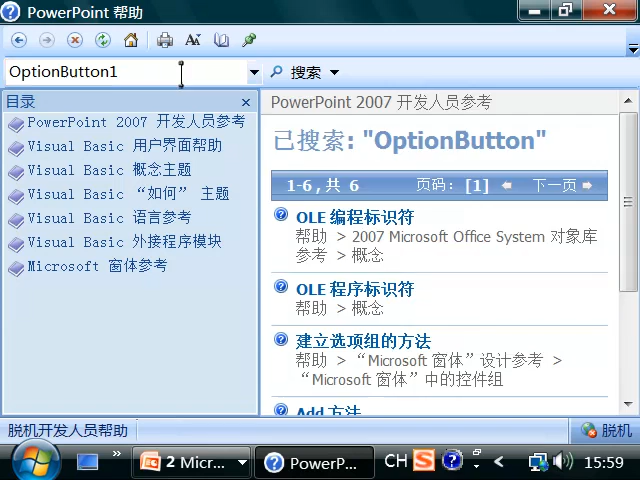 PowerPoint 帮助
OptionButton1
搜索
目录
PowerPoint 2007 开发人员参考
Visual Basic 用户界面帮助
Visual Basic 概念主题
Visual Basic “如何” 主题
Visual Basic 语言参考
Visual Basic 外接程序模块
Microsoft 窗体参考
PowerPoint 2007 开发人员参考
已搜索: "OptionButton"
1-6 , 共 6 页码： [1] 下一页
OLE 编程标识符
帮助 > 2007 Microsoft Office System 对象库
参考 > 概念
OLE 程序标识符
帮助 > 概念
建立选项组的方法
帮助 > “Microsoft 窗体”设计参考 >
“Microsoft 窗体”中的控件组
Add 方法
脱机开发人员帮助
脱机
2 Micr...
PowerP...
CH
15:59